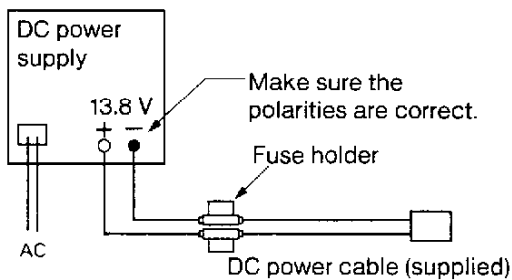 DC power
supply
13.8 V
+ −
Make sure the
polarities are correct.
Fuse holder
AC
DC power cable (supplied)